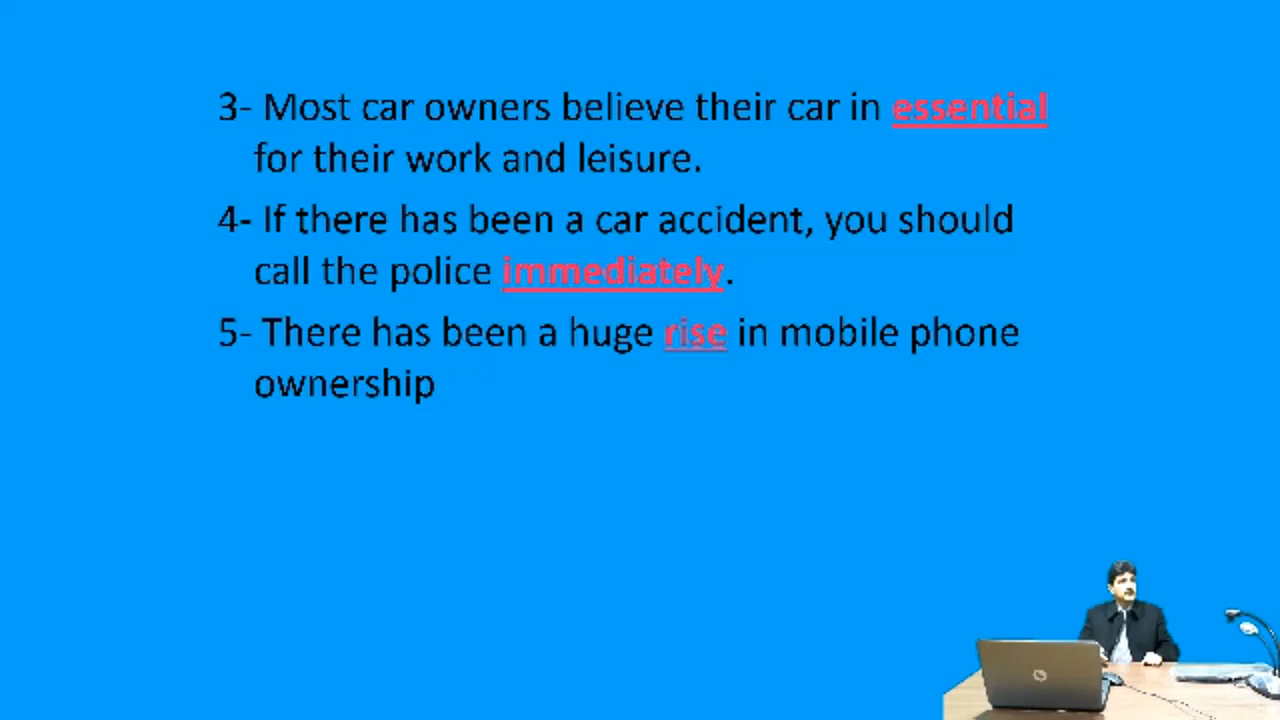 3- Most car owners believe their car in essential
for their work and leisure.
4- If there has been a car accident, you should
call the police immediately.
5- There has been a huge rise in mobile phone
ownership